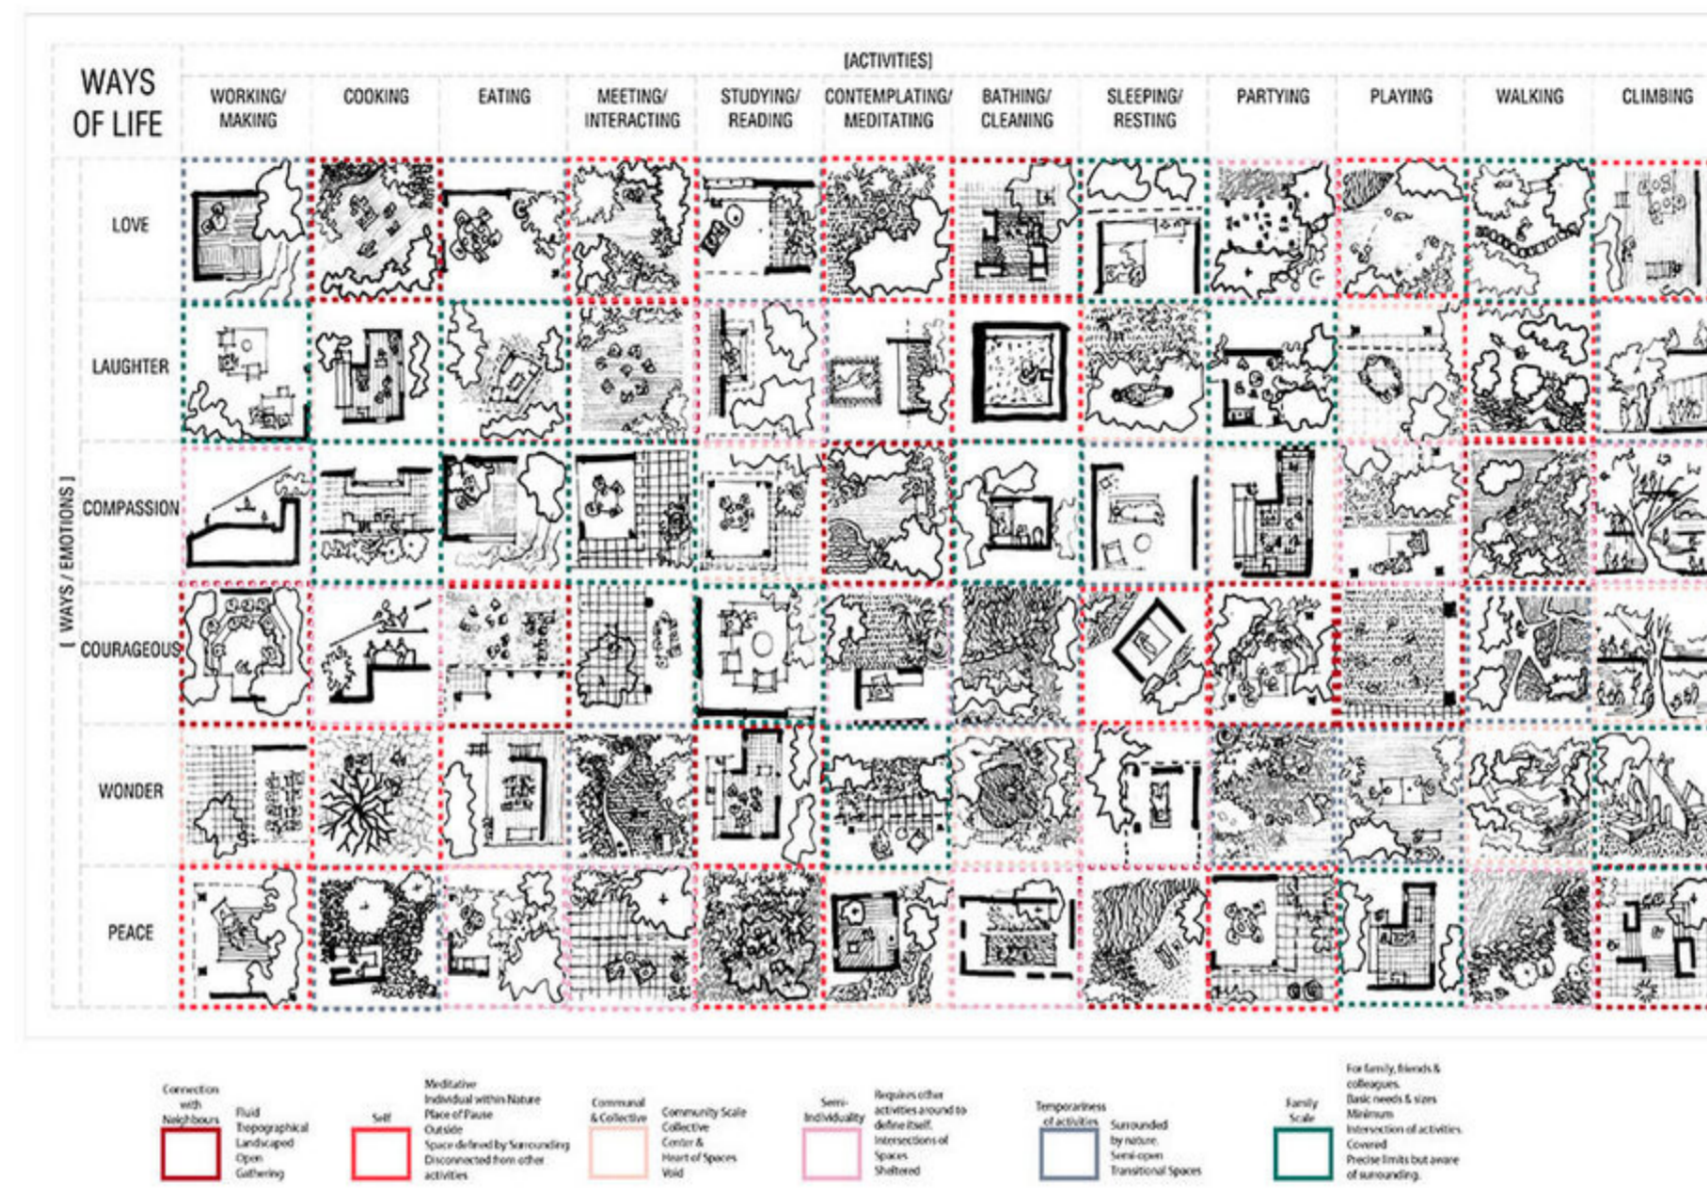 [ACTIVITIES]
WAYS
OF LIFE
WORKING/
MAKING
COOKING
EATING
MEETING/
INTERACTING
STUDYING/
READING
CONTEMPLATING/
MEDITATING
BATHING/
CLEANING
SLEEPING/
RESTING
PARTYING
PLAYING
WALKING
CLIMBING
[ WAYS / EMOTIONS ]
LOVE
LAUGHTER
COMPASSION
COURAGEOUS
WONDER
PEACE
Connection
with
Neighbours
Fluid
Tropographical
Landscaped
Open
Gathering
Self
Meditative
Individual within Nature
Place of Pause
Outside
Space defined by Surrounding
Disconnected from other
activities
Communal
& Collective
Community Scale
Collective
Center &
Heart of Spaces
Void
Semi-
Individuality
Requires other
activities around to
define itself.
Intersections of
Spaces
Sheltered
Temporariness
of activities
Surrounded
by nature.
Semi-open
Transitional Spaces
Family
Scale
For family, friends &
colleagues.
Basic needs & sizes
Minimum
Intersection of activities.
Covered
Precise limits but aware
of surrounding.